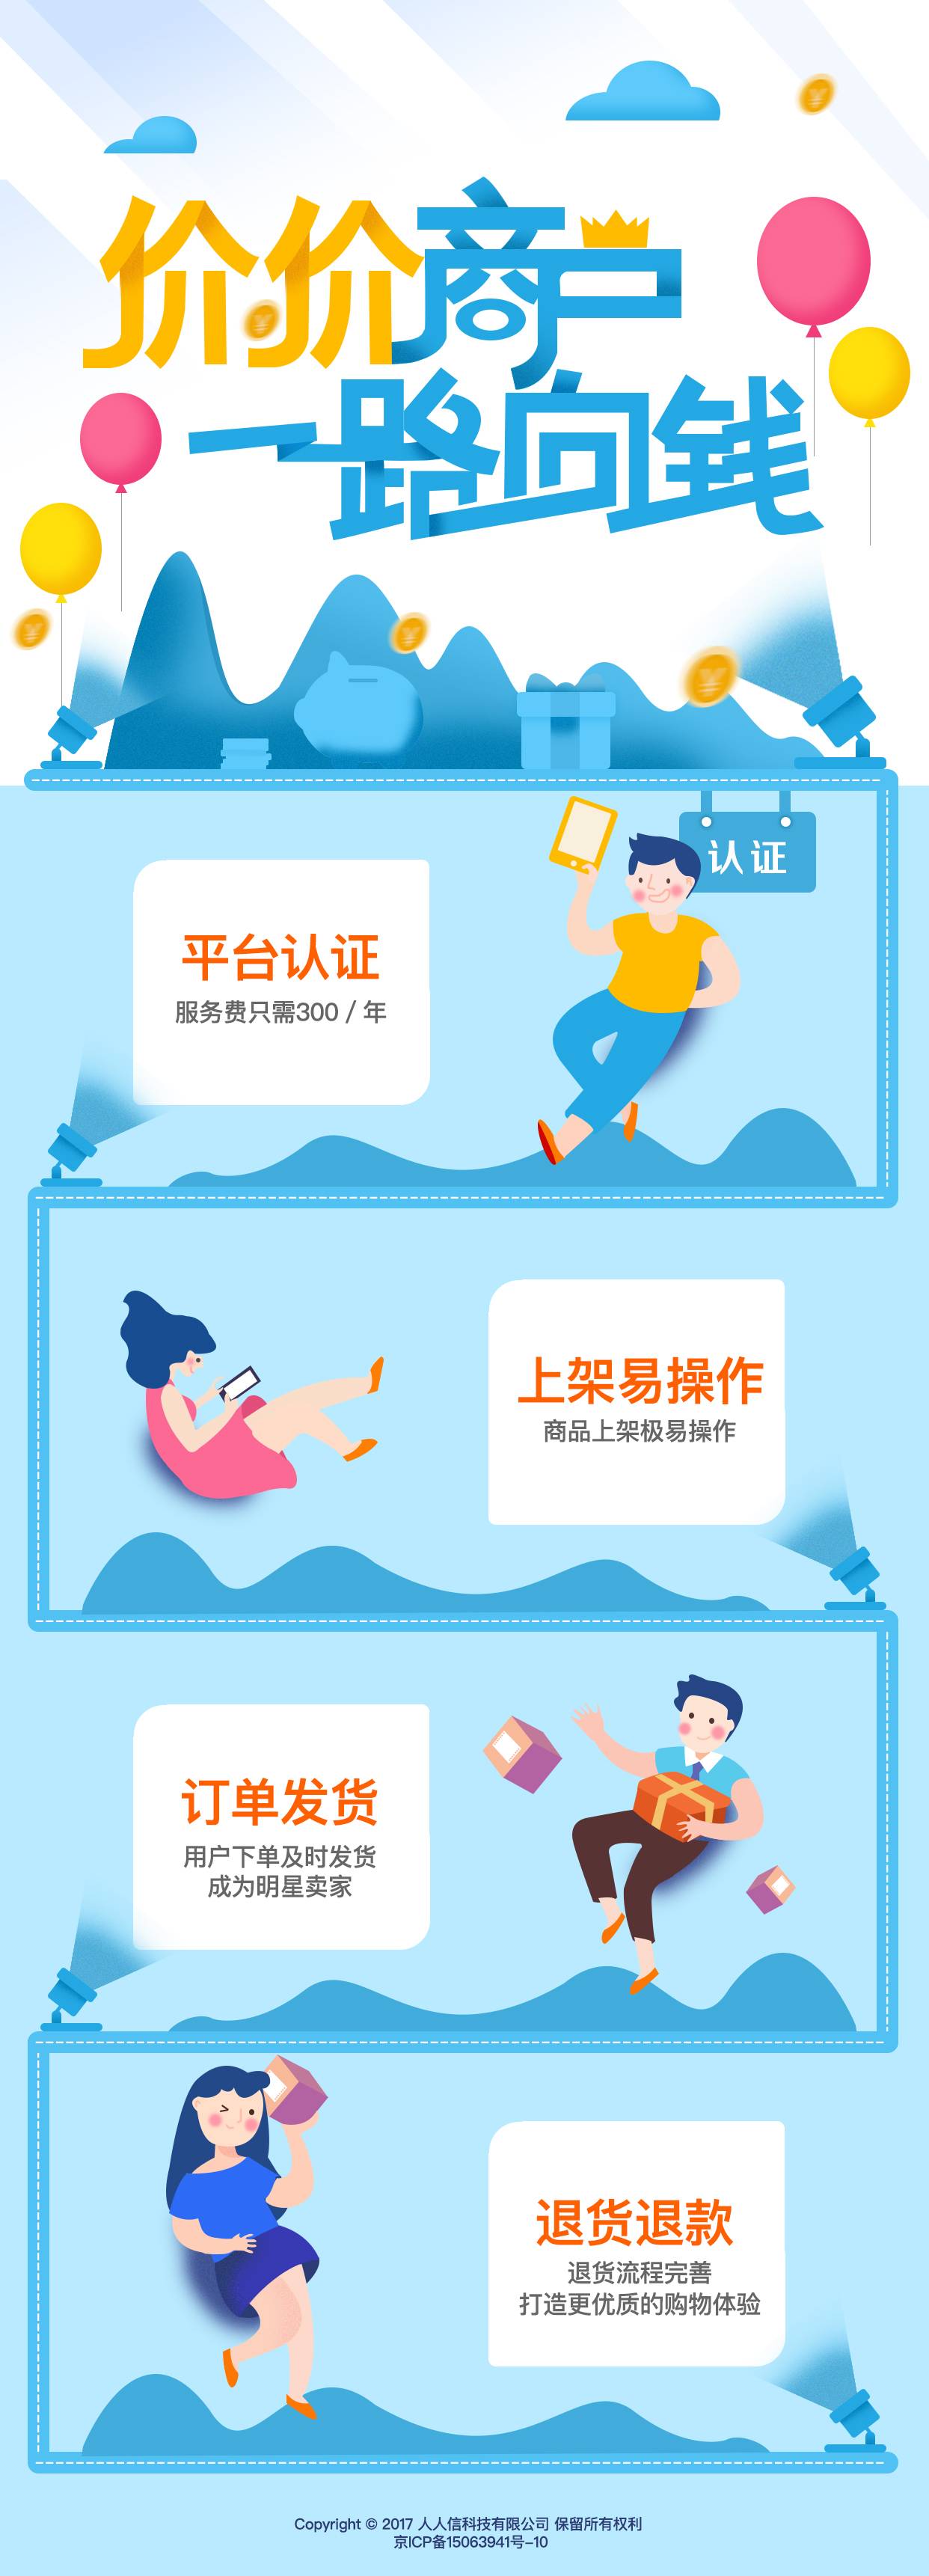 价价商户
一路向钱
认证
平台认证
服务费只需300 / 年
上架易操作
商品上架极易操作
订单发货
用户下单及时发货
成为明星卖家
退货退款
退货流程完善
打造更优质的购物体验
Copyright © 2017 人人信科技有限公司 保留所有权利
京ICP备15063941号-10